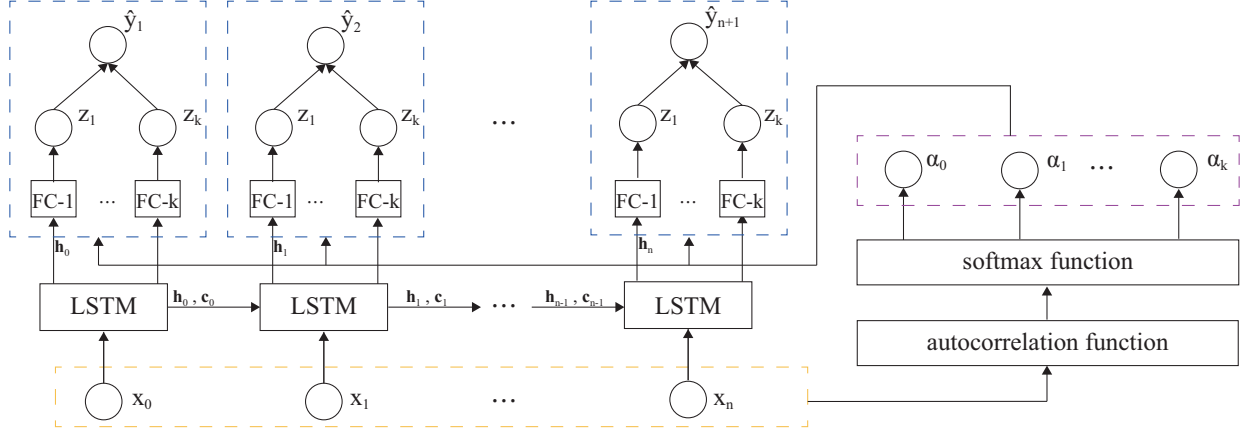 ŷ₁ ŷ₂ ŷₙ₊₁
z₁ zₖ z₁ zₖ ... z₁ zₖ
α₀ α₁ ... αₖ
FC-1 ... FC-k FC-1 ... FC-k FC-1 ... FC-k
h₀ h₁ hₙ
softmax function
LSTM h₀ , c₀ LSTM h₁ , c₁ ... hₙ₋₁ , cₙ₋₁ LSTM
autocorrelation function
x₀ x₁ ... xₙ